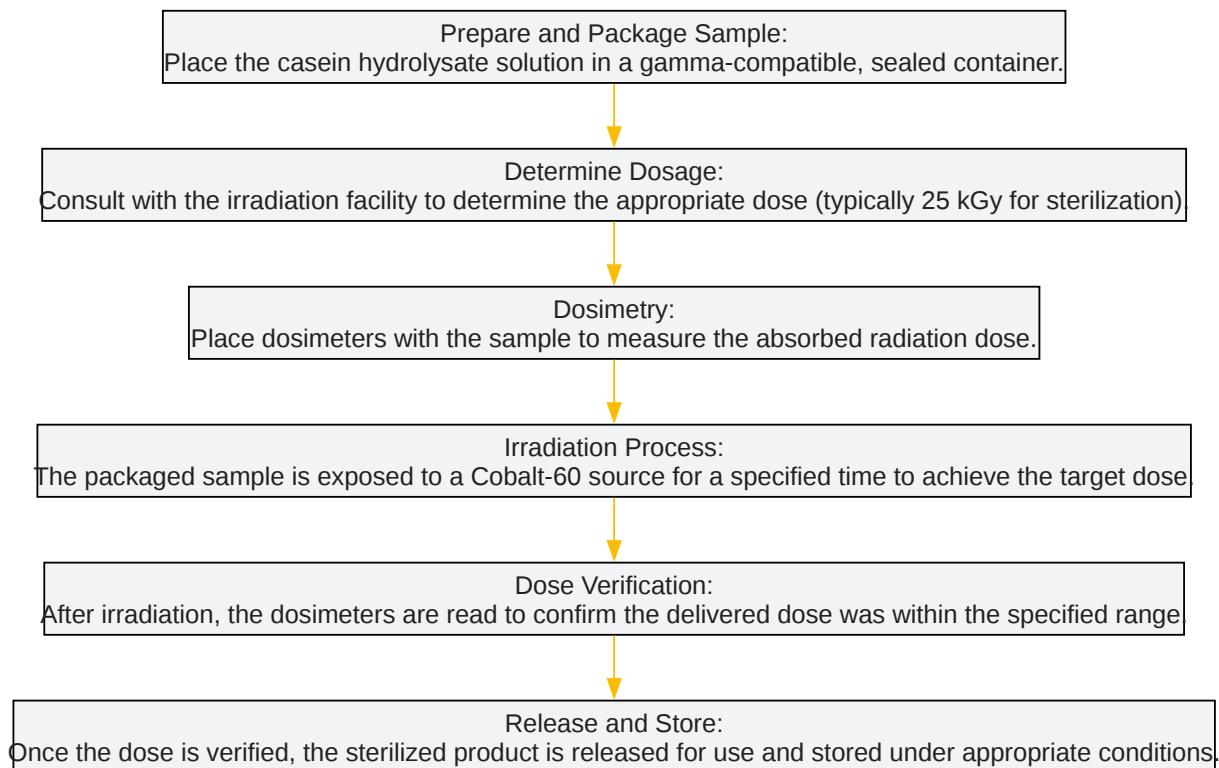 Prepare and Package Sample:
Place the casein hydrolysate solution in a gamma-compatible, sealed container.
Determine Dosage:
Consult with the irradiation facility to determine the appropriate dose (typically 25 kGy for sterilization).
Dosimetry:
Place dosimeters with the sample to measure the absorbed radiation dose.
Irradiation Process:
The packaged sample is exposed to a Cobalt-60 source for a specified time to achieve the target dose.
Dose Verification:
After irradiation, the dosimeters are read to confirm the delivered dose was within the specified range.
Release and Store:
Once the dose is verified, the sterilized product is released for use and stored under appropriate conditions.